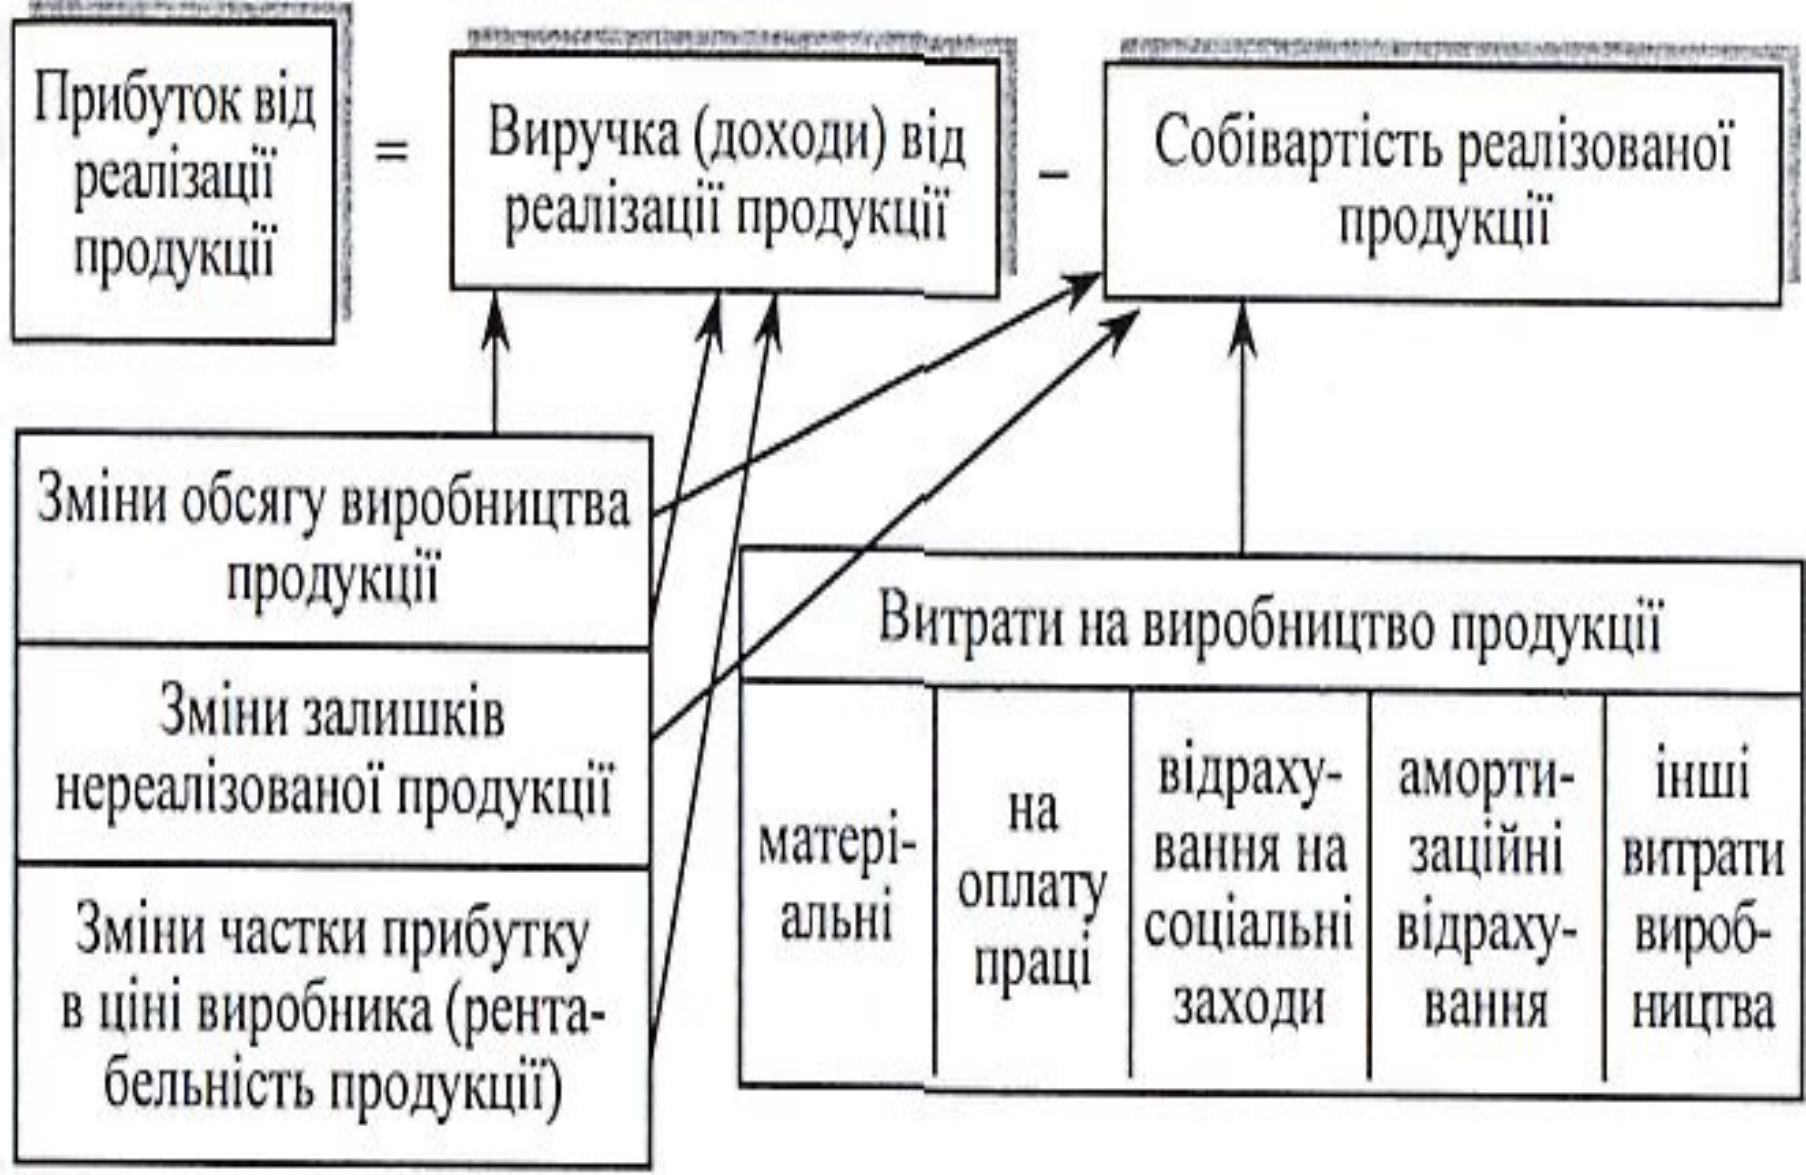 Прибуток від
реалізації
продукції
=
Виручка (доходи) від
реалізації продукції
–
Собівартість реалізованої
продукції
Зміни обсягу виробництва
продукції
Зміни залишків
нереалізованої продукції
Зміни частки прибутку
в ціні виробника (рента-
бельність продукції)
Витрати на виробництво продукції
матері-
альні
на
оплату
праці
відраху-
вання на
соціальні
заходи
аморти-
заційні
відраху-
вання
інші
витрати
вироб-
ництва